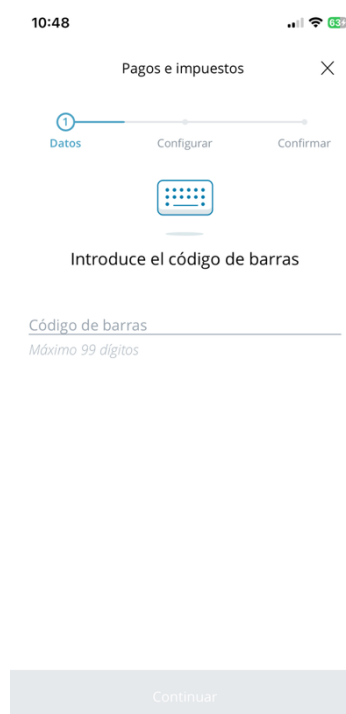 10:48
63
Pagos e impuestos
1
Datos
Configurar
Confirmar
Introduce el código de barras
Código de barras
Máximo 99 dígitos
Continuar